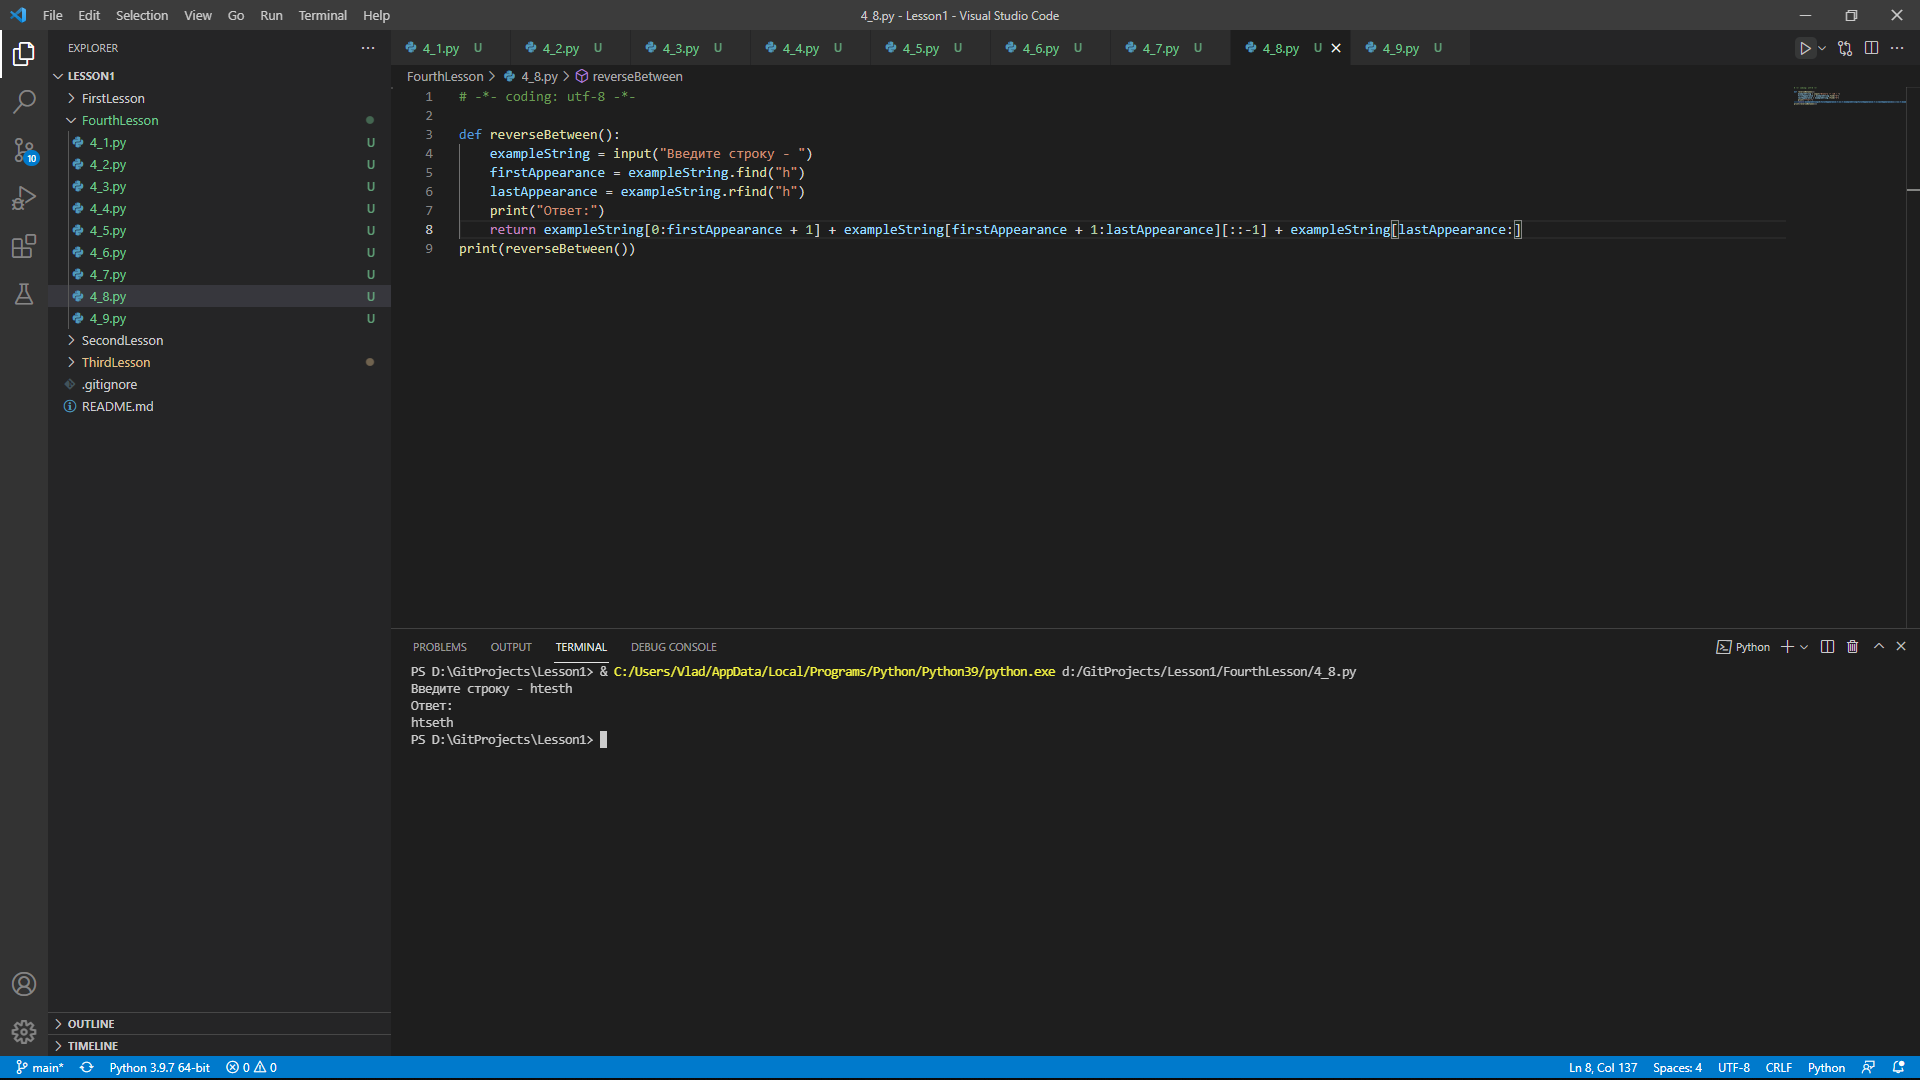 File Edit Selection View Go Run Terminal Help
4_8.py - Lesson1 - Visual Studio Code
EXPLORER
LESSON1
FirstLesson
FourthLesson
4_1.py U
4_2.py U
4_3.py U
4_4.py U
4_5.py U
4_6.py U
4_7.py U
4_8.py U
4_9.py U
SecondLesson
ThirdLesson
.gitignore
README.md
OUTLINE
TIMELINE
10
4_1.py U 4_2.py U 4_3.py U 4_4.py U 4_5.py U 4_6.py U 4_7.py U 4_8.py U 4_9.py U
FourthLesson > 4_8.py > reverseBetween
1 # -*- coding: utf-8 -*-
2
3 def reverseBetween():
4 exampleString = input("Введите строку - ")
5 firstAppearance = exampleString.find("h")
6 lastAppearance = exampleString.rfind("h")
7 print("Ответ:")
8 return exampleString[0:firstAppearance + 1] + exampleString[firstAppearance + 1:lastAppearance][::-1] + exampleString[lastAppearance:]
9 print(reverseBetween())
PROBLEMS OUTPUT TERMINAL DEBUG CONSOLE
Python
PS D:\GitProjects\Lesson1> & C:/Users/Vlad/AppData/Local/Programs/Python/Python39/python.exe d:/GitProjects/Lesson1/FourthLesson/4_8.py
Введите строку - htesth
Ответ:
htseth
PS D:\GitProjects\Lesson1>
main* Python 3.9.7 64-bit 0 0
Ln 8, Col 137 Spaces: 4 UTF-8 CRLF Python